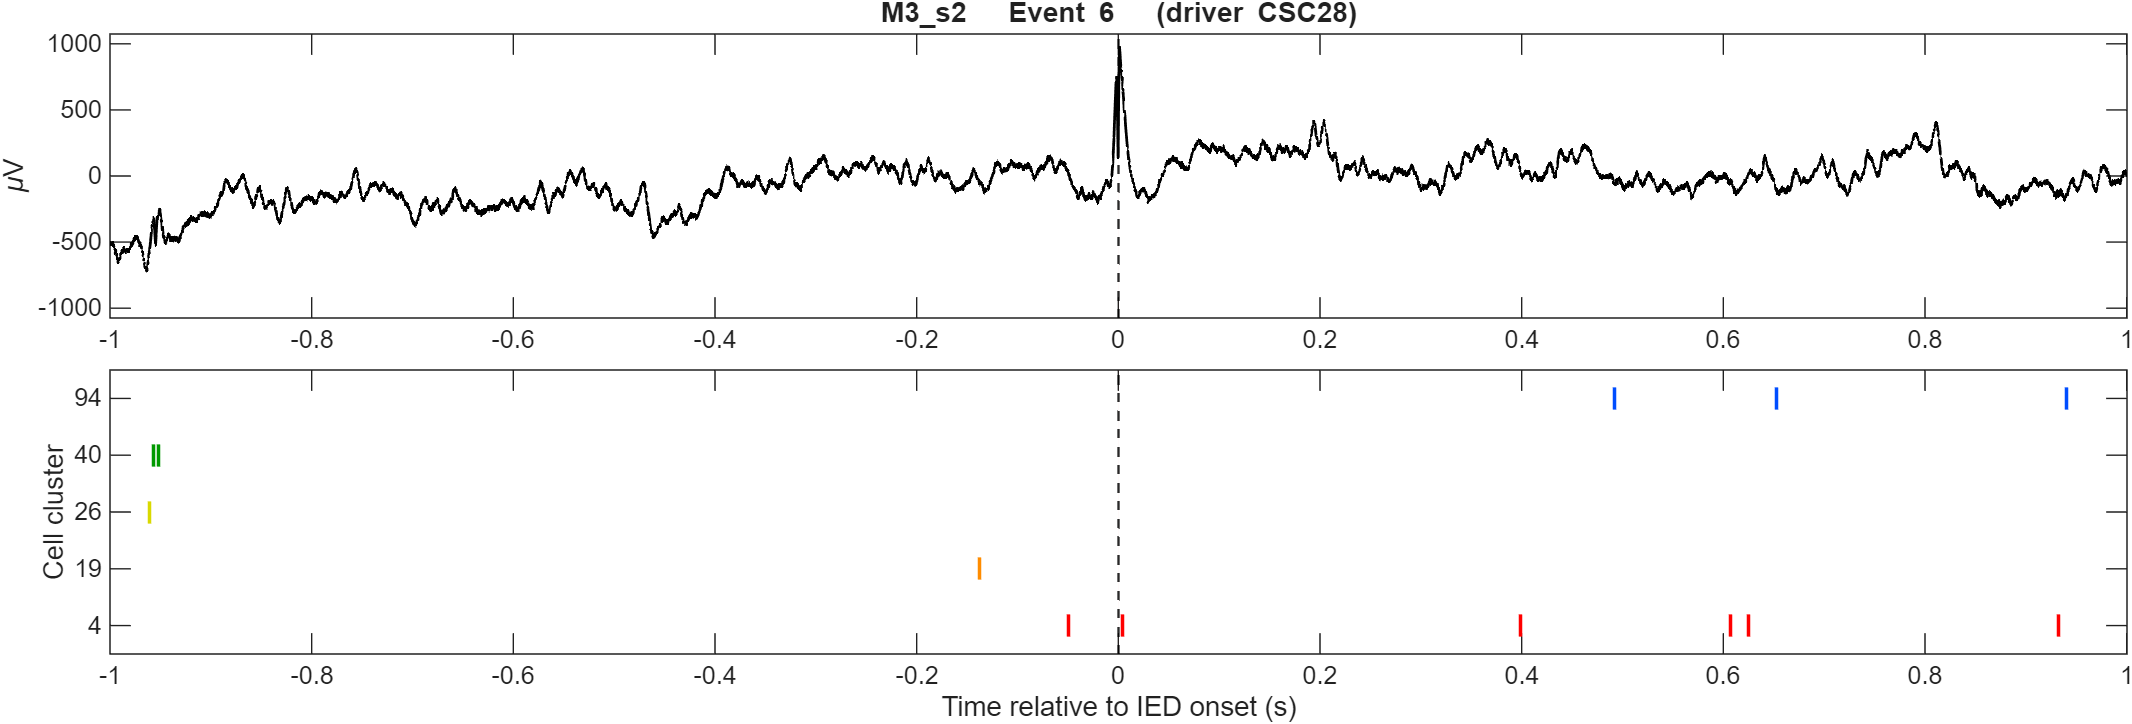 M3_s2 Event 6 (driver CSC28)
1000
500
0
-500
-1000
µV
-1 -0.8 -0.6 -0.4 -0.2 0 0.2 0.4 0.6 0.8 1
94
40
26
19
4
Cell cluster
-1 -0.8 -0.6 -0.4 -0.2 0 0.2 0.4 0.6 0.8 1
Time relative to IED onset (s)